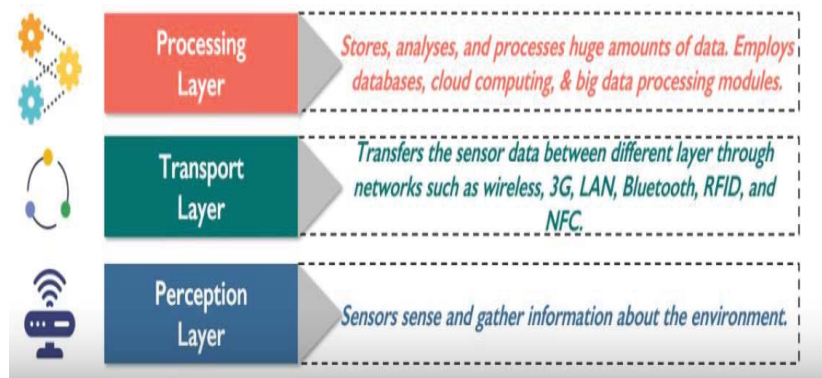 Processing
Layer
Stores, analyses, and processes huge amounts of data. Employs
databases, cloud computing, & big data processing modules.
Transport
Layer
Transfers the sensor data between different layer through
networks such as wireless, 3G, LAN, Bluetooth, RFID, and
NFC.
Perception
Layer
Sensors sense and gather information about the environment.